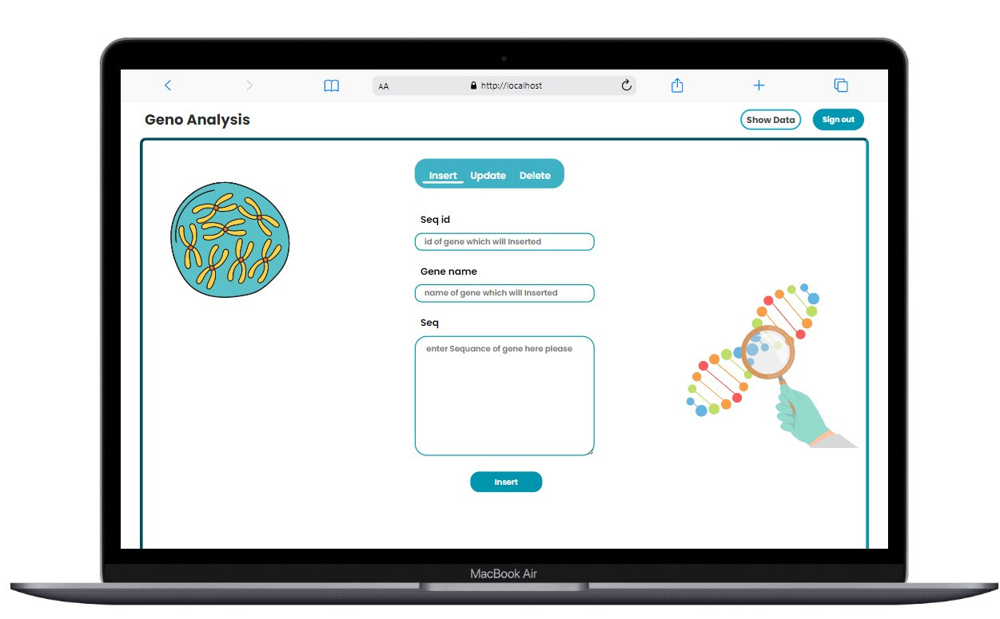 AA http://localhost
Geno Analysis
Show Data Sign out
Insert Update Delete
Seq id
id of gene which will Inserted
Gene name
name of gene which will Inserted
Seq
enter Sequance of gene here please
Insert
MacBook Air